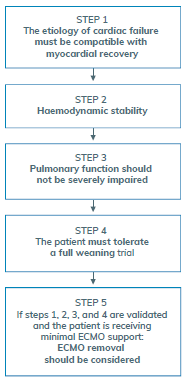 STEP 1
The etiology of cardiac failure
must be compatible with
myocardial recovery
STEP 2
Haemodynamic stability
STEP 3
Pulmonary function should
not be severely impaired
STEP 4
The patient must tolerate
a full weaning trial
STEP 5
If steps 1, 2, 3, and 4 are validated
and the patient is receiving
minimal ECMO support:
ECMO removal
should be considered